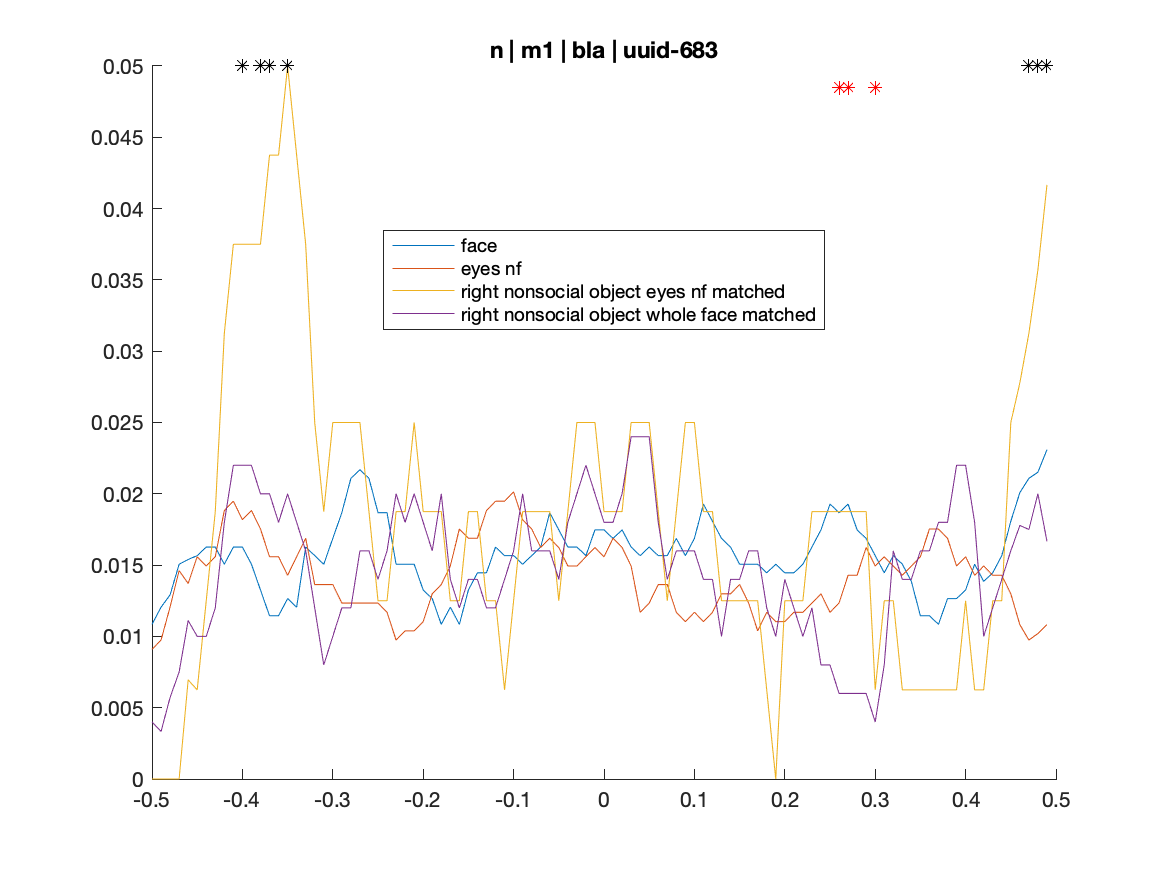 n | m1 | bla | uuid-683
0.05
0.045
0.04
0.035
0.03
0.025
0.02
0.015
0.01
0.005
0
face
eyes nf
right nonsocial object eyes nf matched
right nonsocial object whole face matched
-0.5 -0.4 -0.3 -0.2 -0.1 0 0.1 0.2 0.3 0.4 0.5